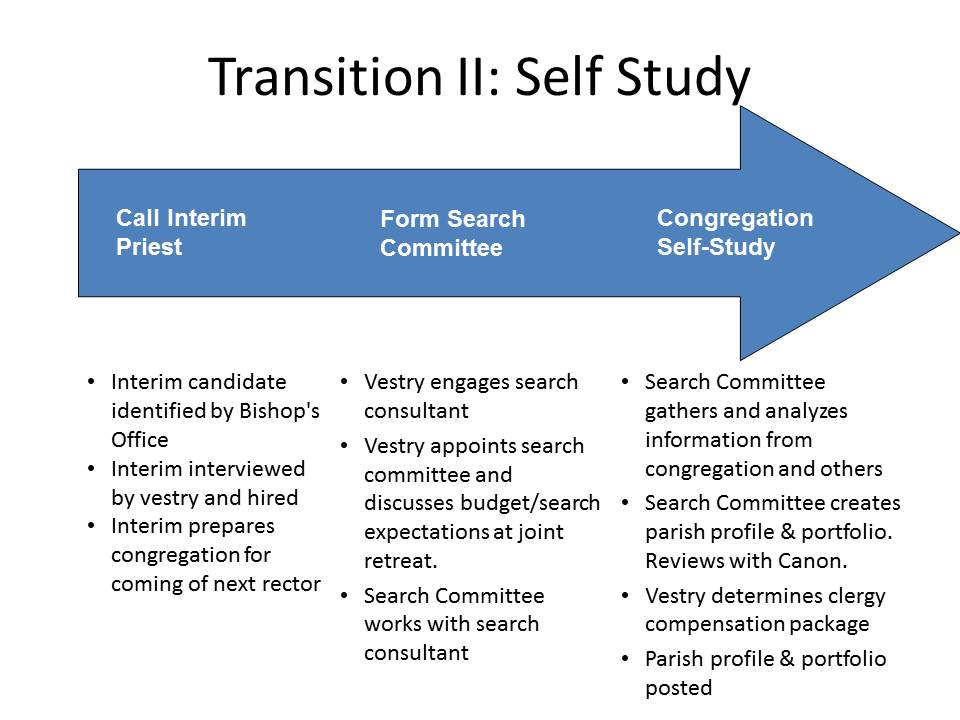 Transition II: Self Study
Call Interim
Priest
Form Search
Committee
Congregation
Self-Study
• Interim candidate
identified by Bishop's
Office
• Interim interviewed
by vestry and hired
• Interim prepares
congregation for
coming of next rector
• Vestry engages search
consultant
• Vestry appoints search
committee and
discusses budget/search
expectations at joint
retreat.
• Search Committee
works with search
consultant
• Search Committee
gathers and analyzes
information from
congregation and others
• Search Committee creates
parish profile & portfolio.
Reviews with Canon.
• Vestry determines clergy
compensation package
• Parish profile & portfolio
posted